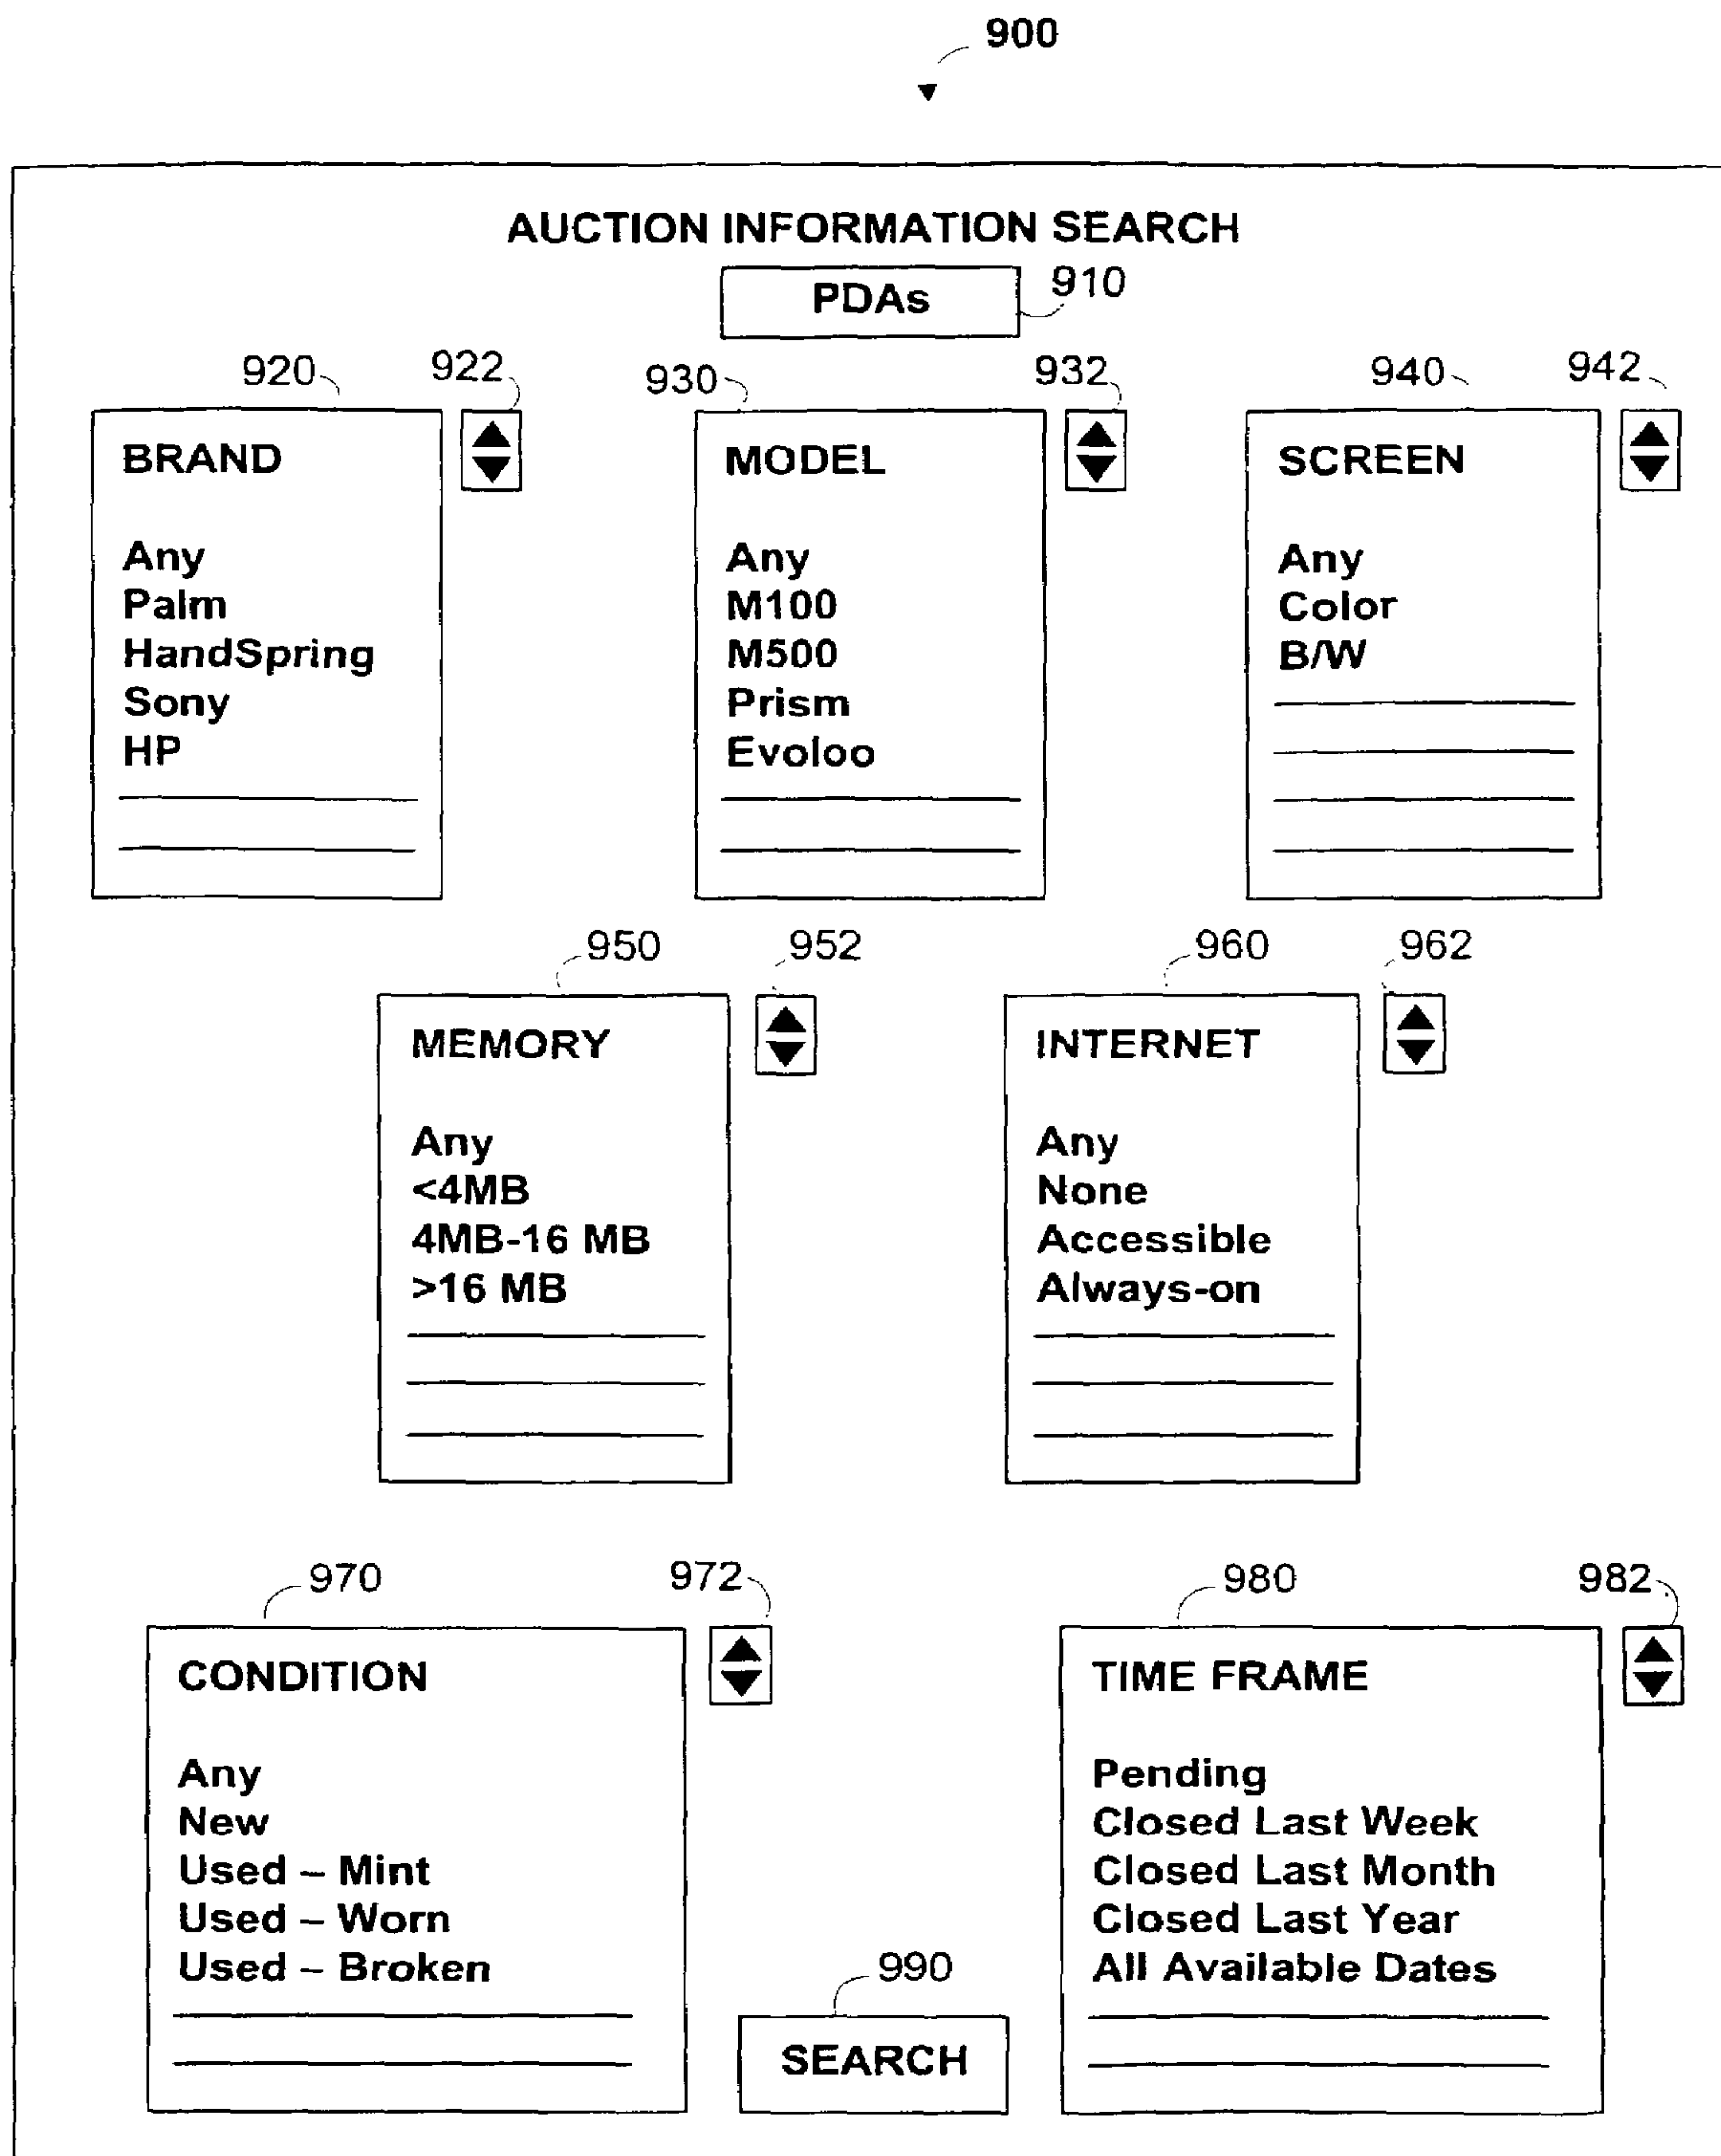 900
AUCTION INFORMATION SEARCH
PDAs 910
920 922
BRAND
Any
Palm
HandSpring
Sony
HP
930 932
MODEL
Any
M100
M500
Prism
Evoloo
940 942
SCREEN
Any
Color
B/W
950 952
MEMORY
Any
<4MB
4MB-16 MB
>16 MB
960 962
INTERNET
Any
None
Accessible
Always-on
970 972
CONDITION
Any
New
Used – Mint
Used – Worn
Used – Broken
980 982
TIME FRAME
Pending
Closed Last Week
Closed Last Month
Closed Last Year
All Available Dates
990
SEARCH